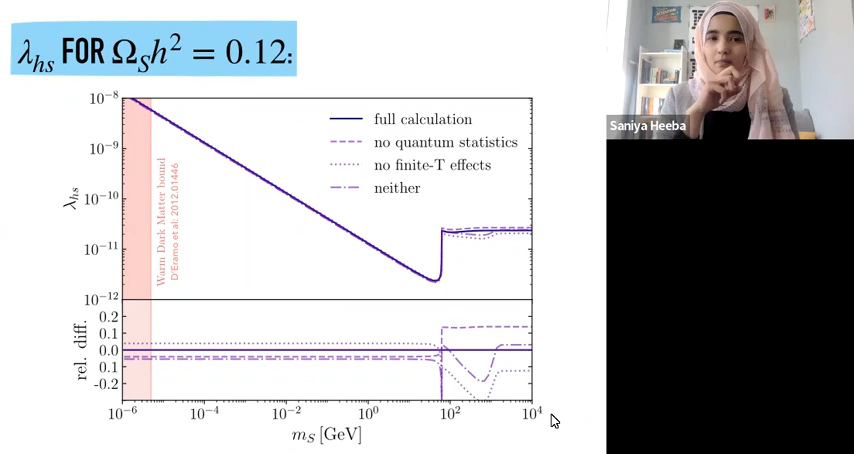 λₕₛ FOR Ωₛh² = 0.12:
10⁻⁸
10⁻⁹
10⁻¹⁰
10⁻¹¹
10⁻¹²
λₕₛ
full calculation
no quantum statistics
no finite-T effects
neither
Warm Dark Matter bound
D'Eramo et al: 2012.01446
0.2
0.1
0.0
0.1
-0.2
rel. diff.
10⁻⁶ 10⁻⁴ 10⁻² 10⁰ 10² 10⁴
mₛ [GeV]
Saniya Heeba